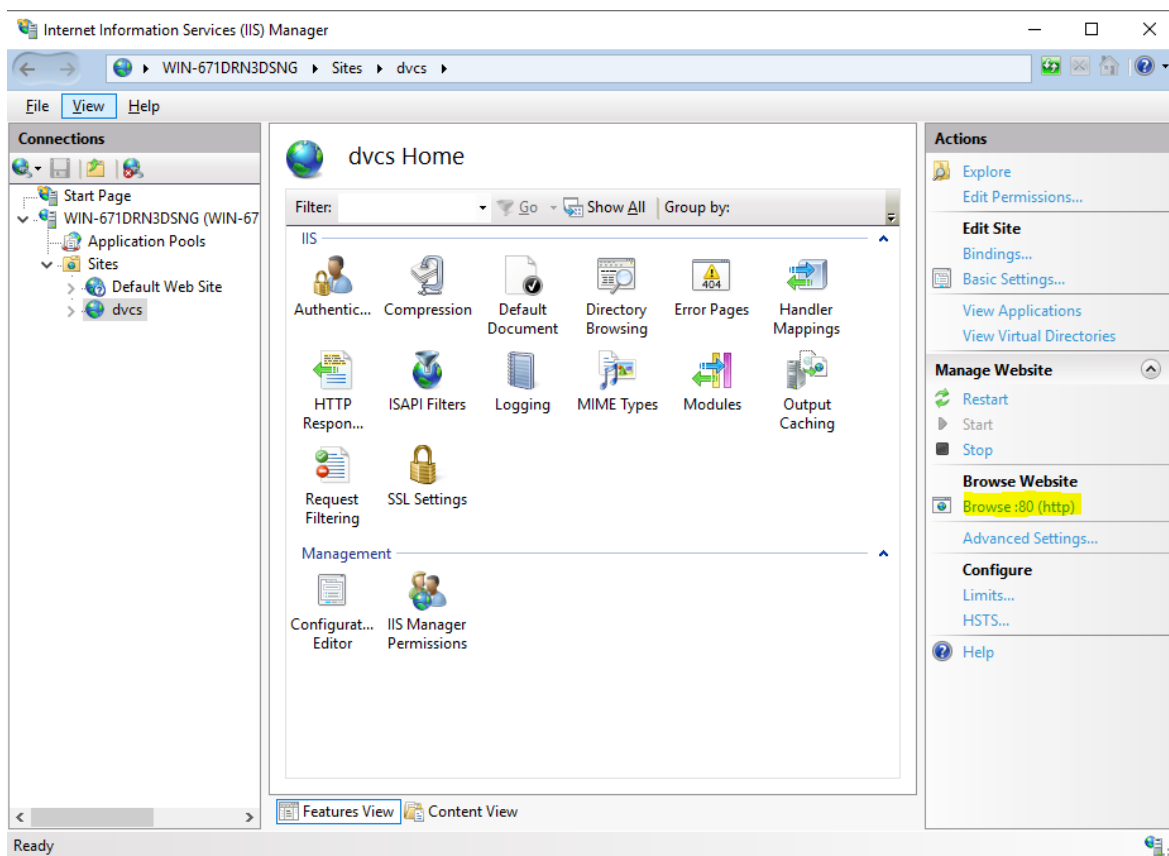 Internet Information Services (IIS) Manager
WIN-671DRN3DSNG Sites dvcs
File View Help
Connections
Start Page
WIN-671DRN3DSNG (WIN-67
Application Pools
Sites
Default Web Site
dvcs
dvcs Home
Filter: Go Show All Group by:
IIS
Authentic... Compression Default Document Directory Browsing Error Pages Handler Mappings
HTTP Respon... ISAPI Filters Logging MIME Types Modules Output Caching
404
Request Filtering SSL Settings
Management
Configurat... Editor IIS Manager Permissions
Features View Content View
Actions
Explore
Edit Permissions...
Edit Site
Bindings...
Basic Settings...
View Applications
View Virtual Directories
Manage Website
Restart
Start
Stop
Browse Website
Browse :80 (http)
Advanced Settings...
Configure
Limits...
HSTS...
Help
Ready